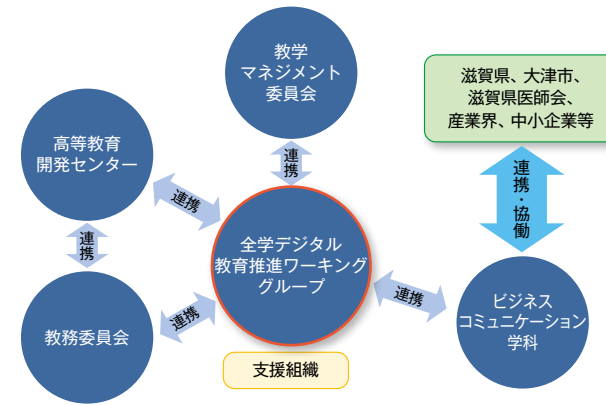 教学
マネジメント
委員会
滋賀県、大津市、
滋賀県医師会、
産業界、中小企業等
高等教育
開発センター
連携
連携
連携・協働
連携
全学デジタル
教育推進ワーキング
グループ
教務委員会
連携
連携
ビジネス
コミュニケーション
学科
支援組織